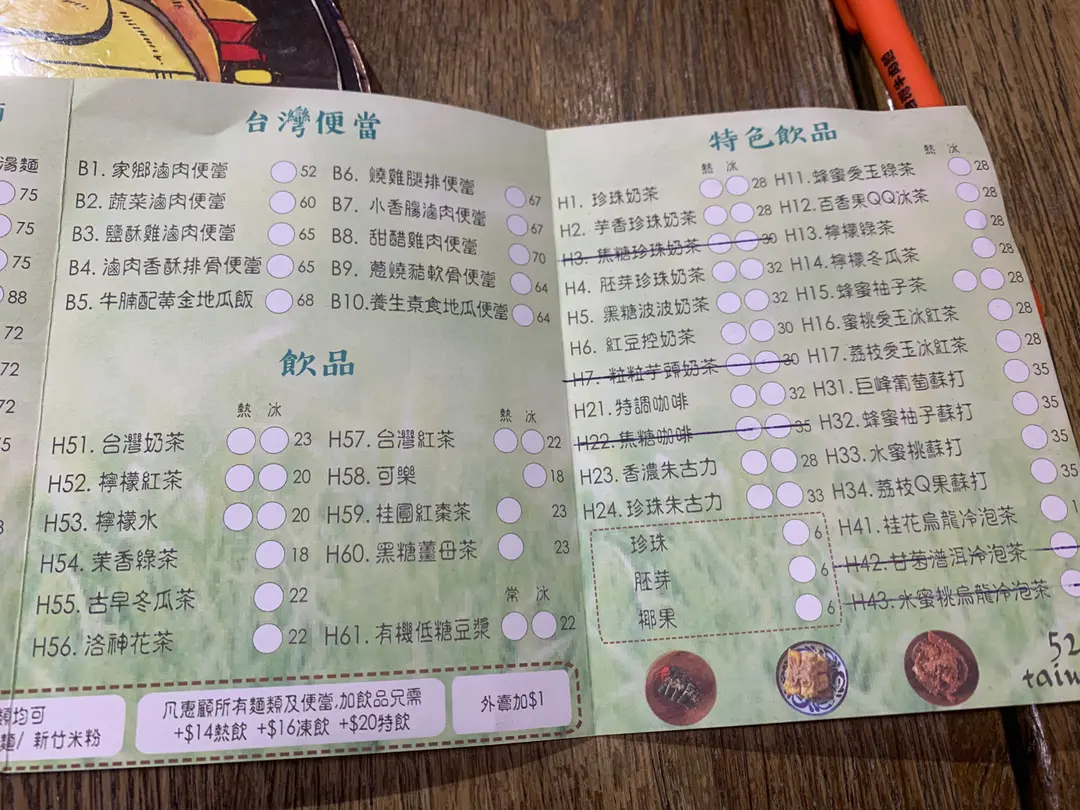 湯麵
75
75
75
88
72
72
72
台灣便當
B1. 家鄉滷肉便當 52
B2. 蔬菜滷肉便當 60
B3. 鹽酥雞滷肉便當 65
B4. 滷肉香酥排骨便當 65
B5. 牛腩配黃金地瓜飯 68
B6. 燒雞腿排便當 67
B7. 小香腸滷肉便當 67
B8. 甜醋雞肉便當 70
B9. 蔥燒豬軟骨便當 64
B10. 養生素食地瓜便當 64
飲品
熱 冰
H51. 台灣奶茶 23
H52. 檸檬紅茶 20
H53. 檸檬水 20
H54. 茉香綠茶 18
H55. 古早冬瓜茶 22
H56. 洛神花茶 22
熱 冰
H57. 台灣紅茶 22
H58. 可樂 18
H59. 桂圓紅棗茶 23
H60. 黑糖薑母茶 23
常 冰
H61. 有機低糖豆漿 22
類均可
麵/ 新竹米粉
凡惠顧所有麵類及便當,加飲品只需
+$14熱飲 +$16凍飲 +$20特飲
外賣加$1
特色飲品
熱 冰
H1. 珍珠奶茶 28
H2. 芋香珍珠奶茶 28
H3. 焦糖珍珠奶茶 30
H4. 胚芽珍珠奶茶 32
H5. 黑糖波波奶茶 32
H6. 紅豆控奶茶 30
H7. 粒粒芋頭奶茶 30
H21. 特調咖啡 32
H22. 焦糖咖啡 35
H23. 香濃朱古力 28
H24. 珍珠朱古力 33
珍珠 6
胚芽 6
椰果 6
熱 冰
H11. 蜂蜜愛玉綠茶 28
H12. 百香果QQ冰茶 28
H13. 檸檬綠茶 28
H14. 檸檬冬瓜茶 28
H15. 蜂蜜柚子茶 28
H16. 蜜桃愛玉冰紅茶 28
H17. 荔枝愛玉冰紅茶 28
H31. 巨峰葡萄蘇打 35
H32. 蜂蜜柚子蘇打 35
H33. 水蜜桃蘇打 35
H34. 荔枝Q果蘇打 35
H41. 桂花烏龍冷泡茶
H42. 甘菊潽洱冷泡茶
H43. 水蜜桃烏龍冷泡茶
52
taiw